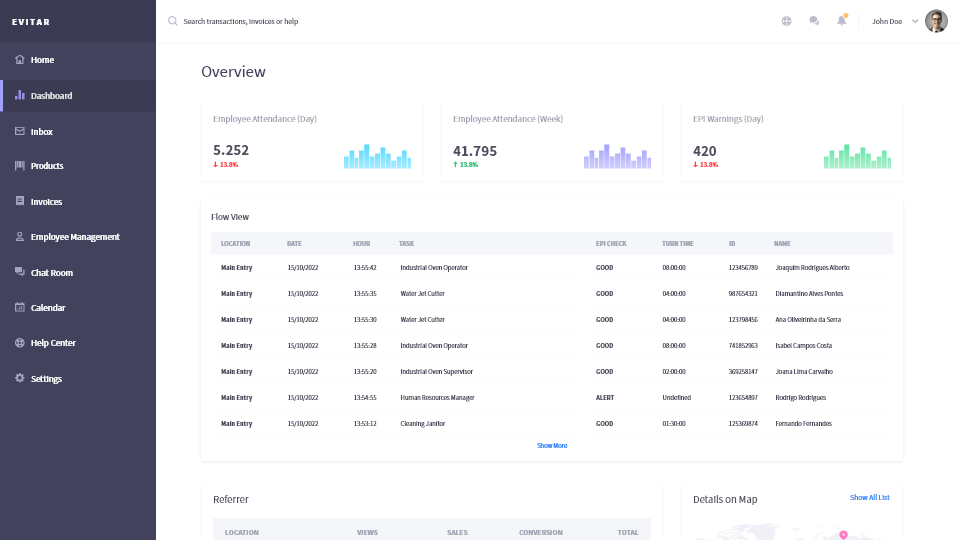 EVITAR
Search transactions, invoices or help
John Doe
Home
Dashboard
Inbox
Products
Invoices
Employee Management
Chat Room
Calendar
Help Center
Settings
Overview
Employee Attendance (Day)
5.252
↓ 13.8%
Employee Attendance (Week)
41.795
↑ 13.8%
EPI Warnings (Day)
420
↓ 13.8%
Flow View
LOCATION DATE HOUR TASK EPI CHECK TURN TIME ID NAME
Main Entry 15/10/2022 13:55:42 Industrial Oven Operator GOOD 08:00:00 123456789 Joaquim Rodrigues Alberto
Main Entry 15/10/2022 13:55:35 Water Jet Cutter GOOD 04:00:00 987654321 Diamantino Alves Pontes
Main Entry 15/10/2022 13:55:30 Water Jet Cutter GOOD 04:00:00 123798456 Ana Oliveirinha da Serra
Main Entry 15/10/2022 13:55:28 Industrial Oven Operator GOOD 08:00:00 741852963 Isabel Campos Costa
Main Entry 15/10/2022 13:55:20 Industrial Oven Supervisor GOOD 02:00:00 369258147 Joana Lima Carvalho
Main Entry 15/10/2022 13:54:55 Human Resources Manager ALERT Undefined 123654897 Rodrigo Rodrigues
Main Entry 15/10/2022 13:53:12 Cleaning Janitor GOOD 01:30:00 125369874 Fernando Fernandes
Show More
Referrer
LOCATION VIEWS SALES CONVERSION TOTAL
Details on Map
Show All List